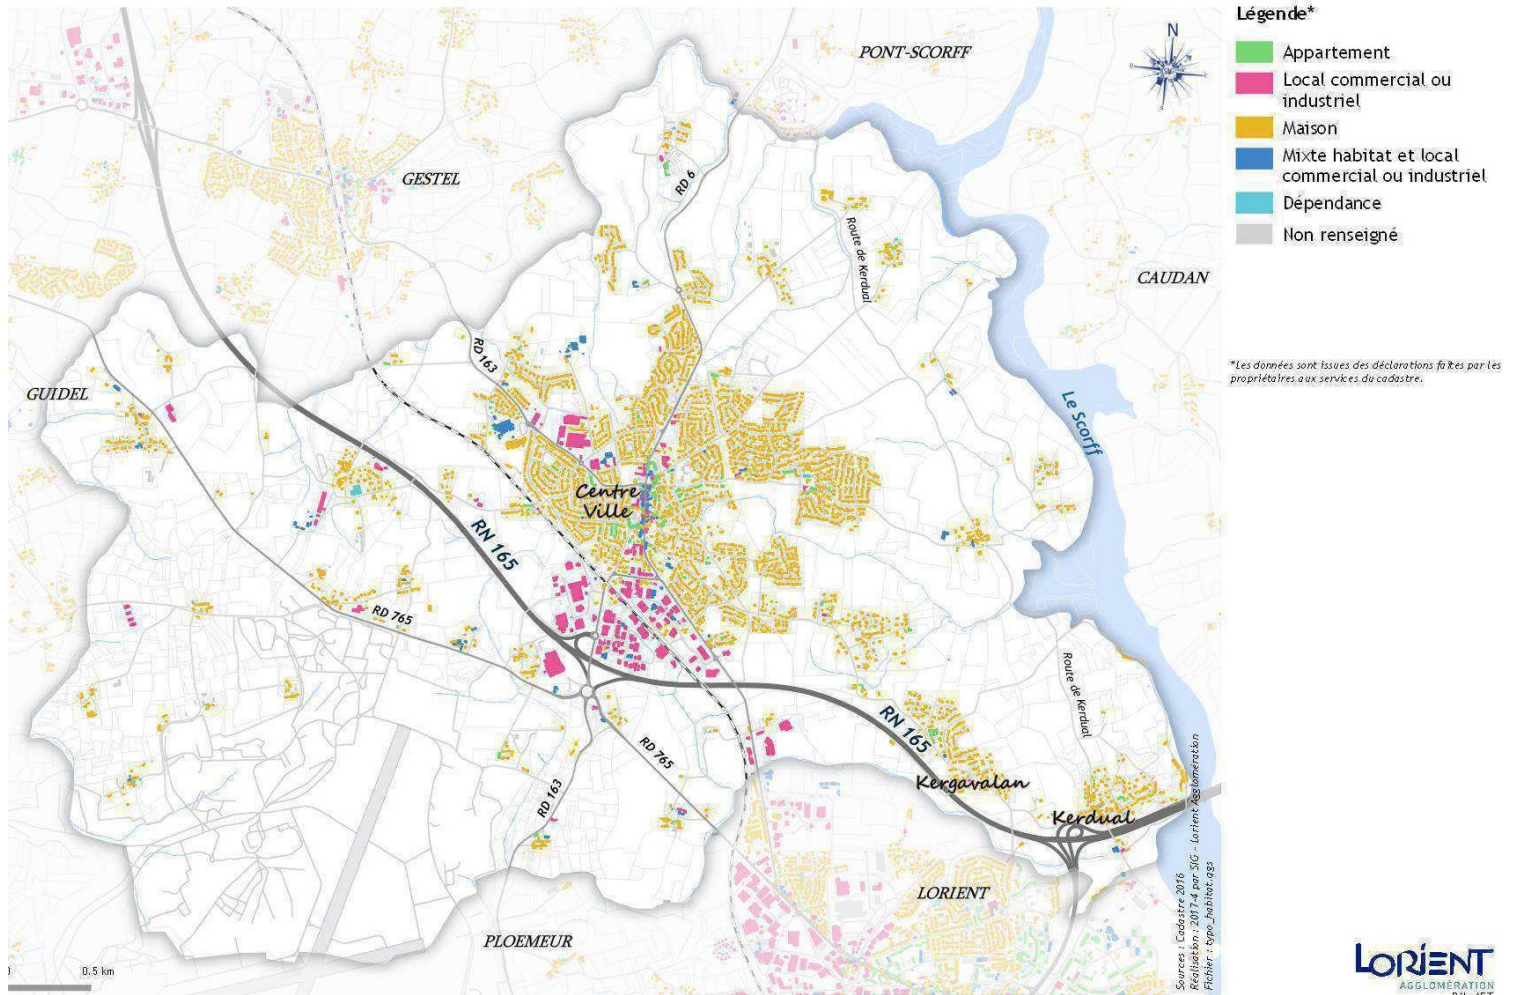 Légende*
Appartement
Local commercial ou
industriel
Maison
Mixte habitat et local
commercial ou industriel
Dépendance
Non renseigné
*Les données sont issues des déclarations faites par les
propriétaires aux services du cadastre.
N
PONT-SCORFF
GESTEL
CAUDAN
GUIDEL
RD 6
Route de Kerdual
RD 163
Le Scorff
Centre
Ville
RN 165
RD 765
Route de Kerdual
RN 165
RD 765
Kergavalan
RD 163
Kerdual
LORIENT
PLOEMEUR
0.5 km
Sources : Cadastre 2016
Réalisation : 2017-4 par SIG - Lorient Agglomération
Fichier : typo_habitat.qgs
LORIENT
AGGLOMÉRATION